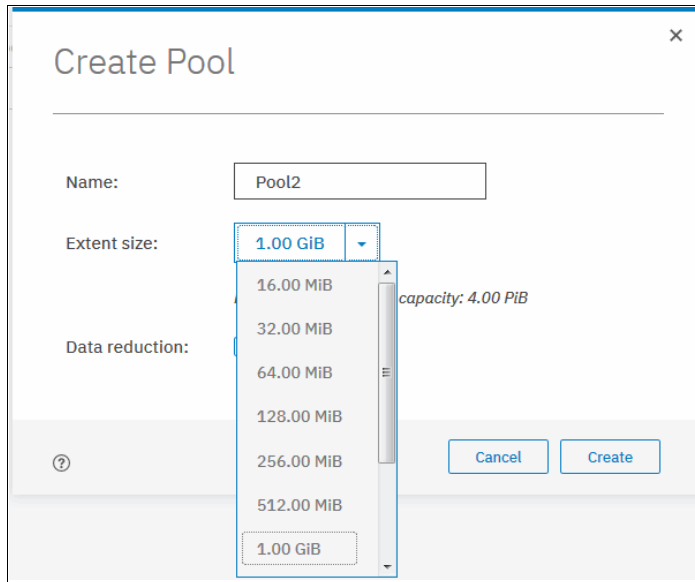 Create Pool
Name:
Pool2
Extent size:
1.00 GiB
16.00 MiB
capacity: 4.00 PiB
32.00 MiB
Data reduction:
64.00 MiB
128.00 MiB
256.00 MiB
Cancel
Create
512.00 MiB
1.00 GiB